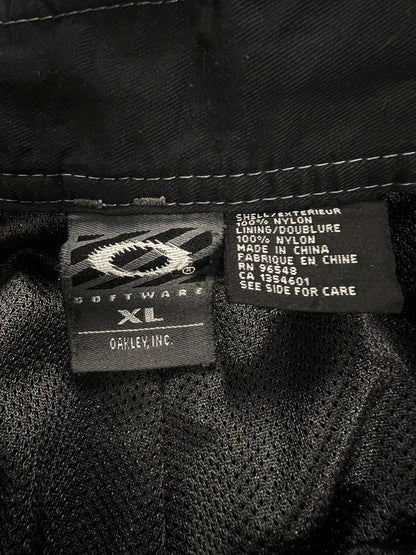 ®
SOFTWARE
XL
OAKLEY, INC.
SHELL/EXTERIEUR
100% NYLON
LINING/DOUBLURE
100% NYLON
MADE IN CHINA
FABRIQUE EN CHINE
RN 96548
CA 1354601
SEE SIDE FOR CARE